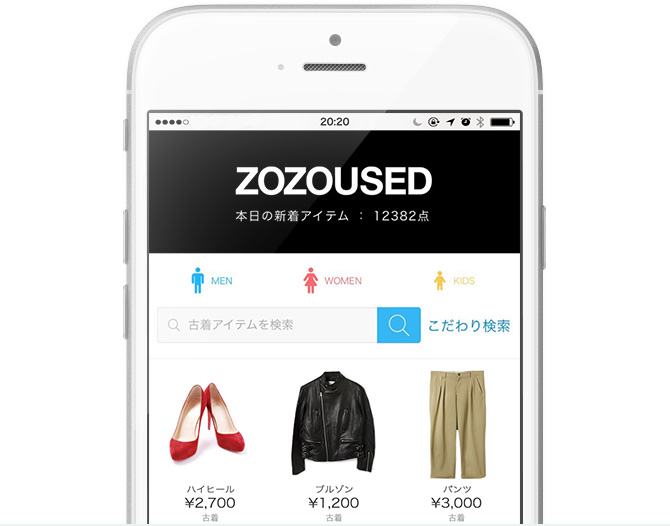 20:20
ZOZOUSED
本日の新着アイテム : 12382点
MEN WOMEN KIDS
古着アイテムを検索 こだわり検索
ハイヒール ブルゾン パンツ
¥2,700 ¥1,200 ¥3,000
古着 古着 古着